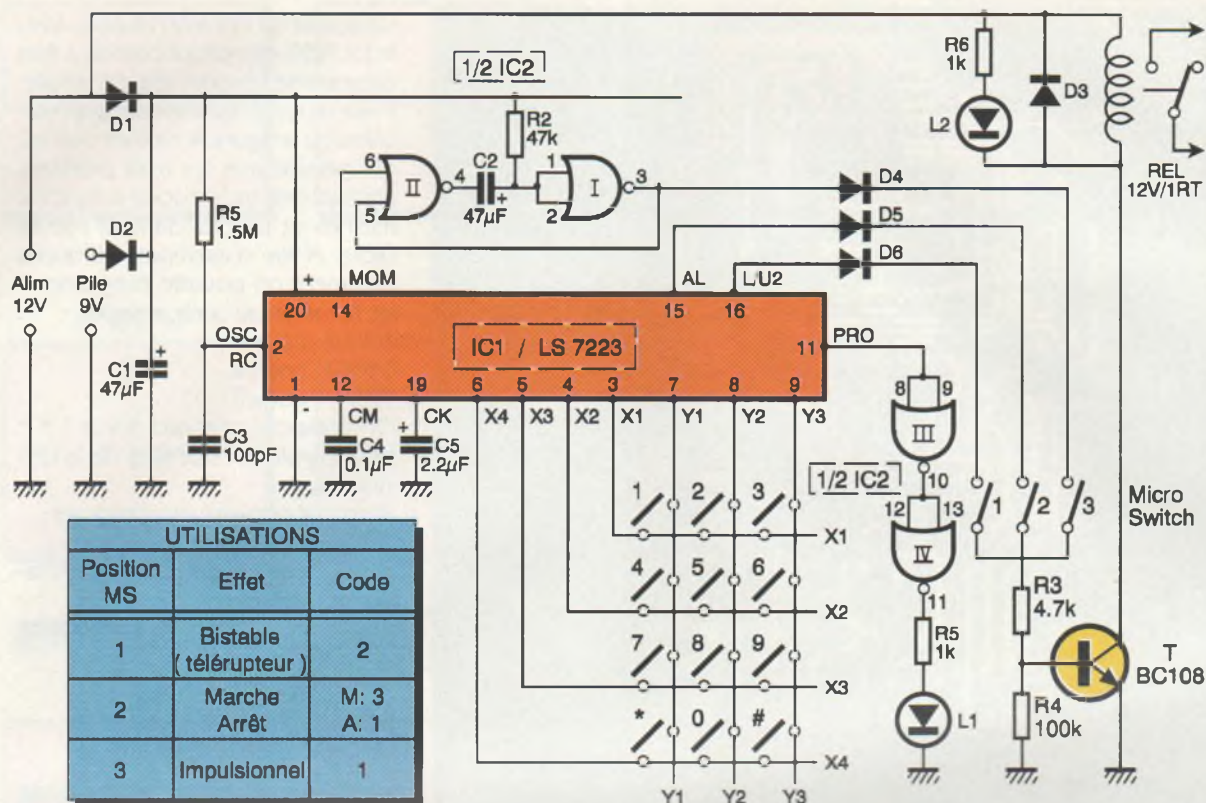 1/2 IC2
R6
1k
D3
L2
REL
12V/1RT
D1
R2
47k
6
5
II
4
C2
47µF
1
2
I
3
D4
D5
D6
R5
1.5M
D2
Alim
12V
Pile
9V
+
20
14
MOM
AL
15
L/U2
16
OSC
2
RC
IC1 / LS 7223
11
PRO
C1
47µF
+
1
12
19
6
5
4
3
7
8
9
-
CM
CK
X4
X3
X2
X1
Y1
Y2
Y3
C3
100pF
C4
0.1µF
+
C5
2.2µF
8
9
III
10
1/2 IC2
12
13
IV
11
R5
1k
L1
1
2
3
X1
4
5
6
X2
7
8
9
X3
*
0
#
X4
Y1
Y2
Y3
1
2
3
Micro
Switch
R3
4.7k
R4
100k
T
BC108
UTILISATIONS
Position
MS
Effet
Code
1
Bistable
( télérupteur )
2
2
Marche
Arrêt
M: 3
A: 1
3
Impulsionnel
1